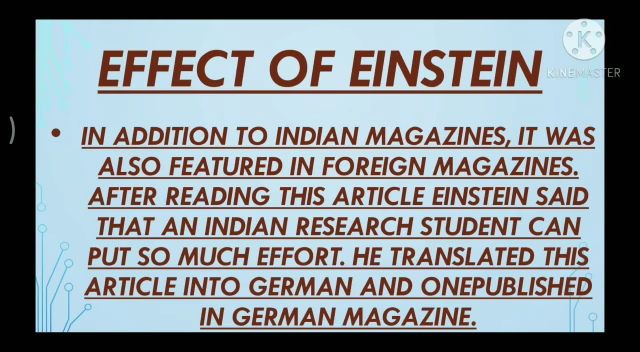 EFFECT OF EINSTEIN
K
KINEMASTER
• IN ADDITION TO INDIAN MAGAZINES, IT WAS
ALSO FEATURED IN FOREIGN MAGAZINES.
AFTER READING THIS ARTICLE EINSTEIN SAID
THAT AN INDIAN RESEARCH STUDENT CAN
PUT SO MUCH EFFORT. HE TRANSLATED THIS
ARTICLE INTO GERMAN AND ONEPUBLISHED
IN GERMAN MAGAZINE.